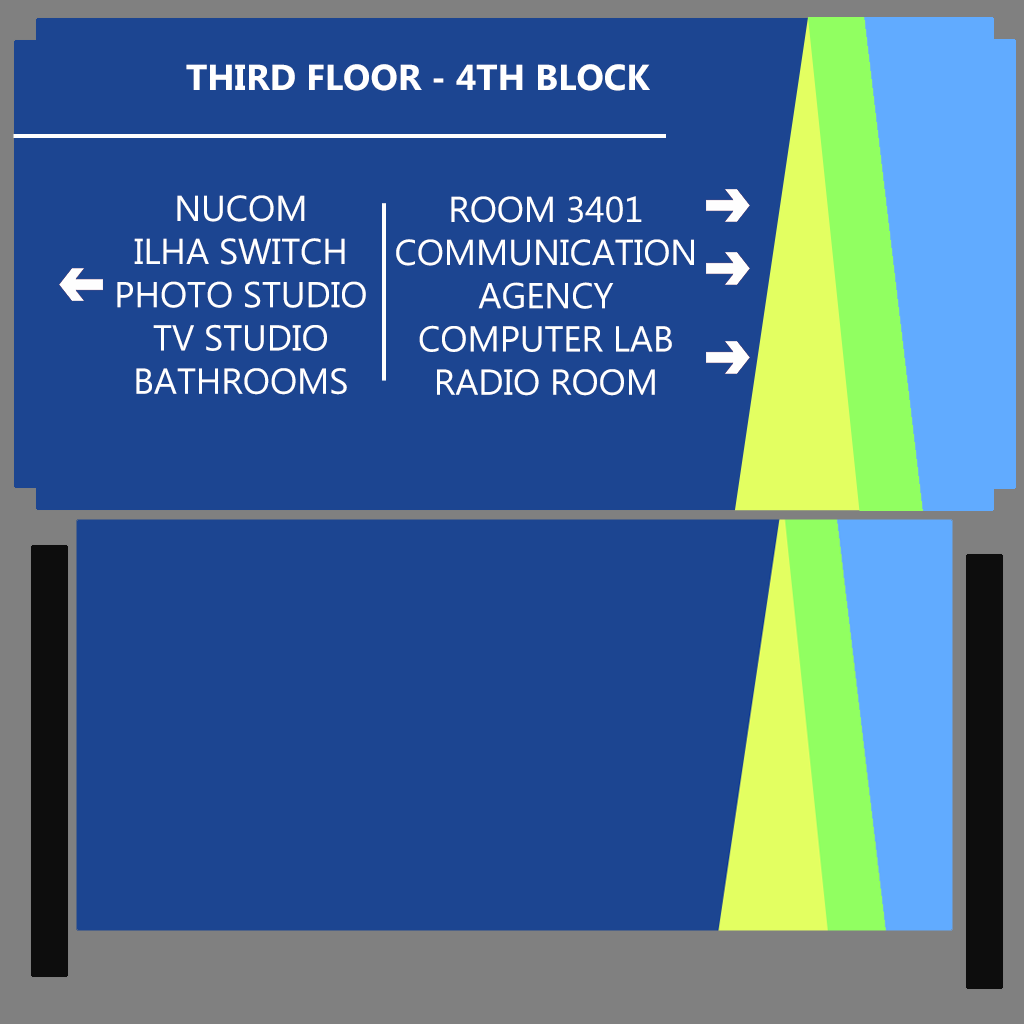 THIRD FLOOR - 4TH BLOCK
NUCOM
ILHA SWITCH
PHOTO STUDIO
TV STUDIO
BATHROOMS
ROOM 3401
COMMUNICATION
AGENCY
COMPUTER LAB
RADIO ROOM